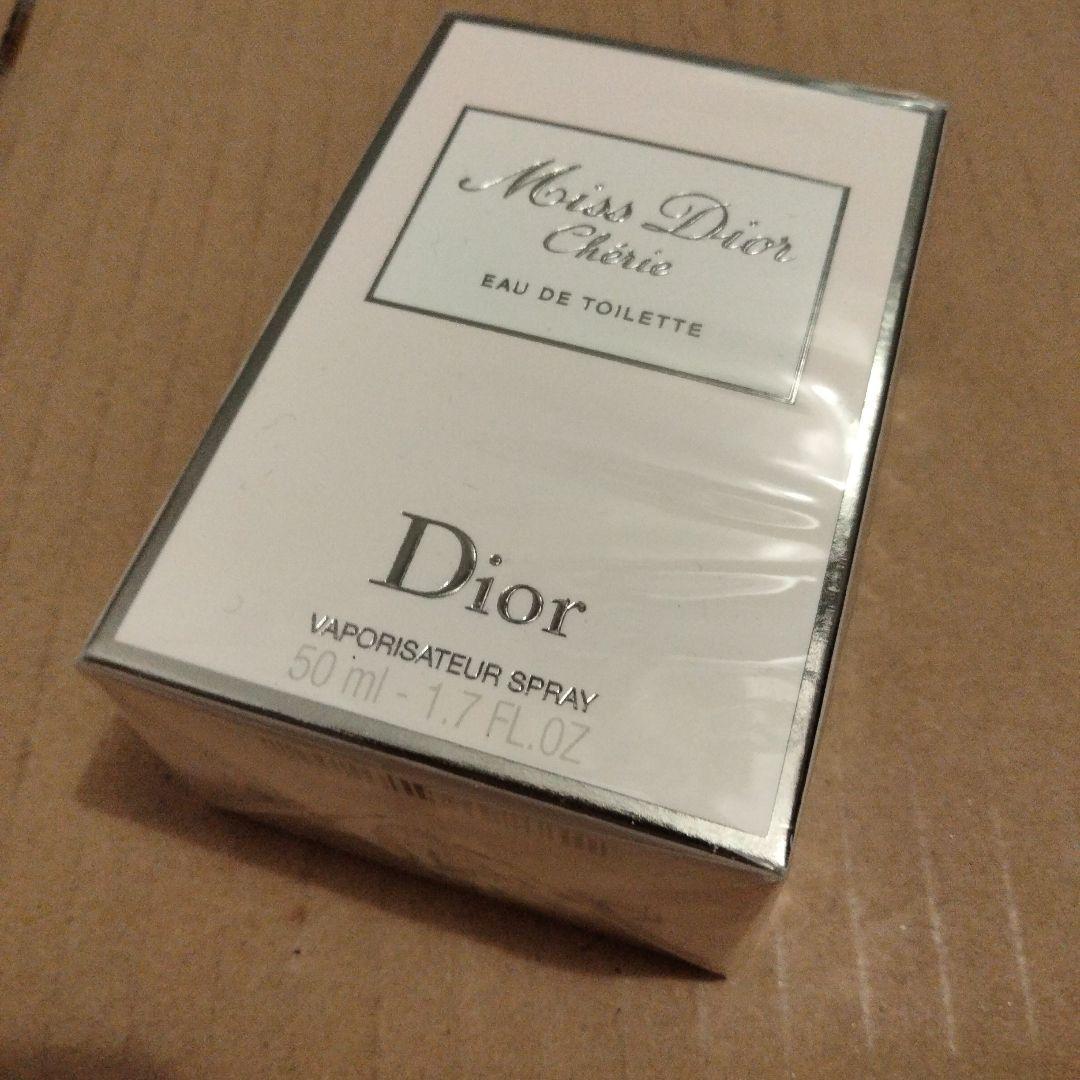 Miss Dior
Chérie
EAU DE TOILETTE
Dior
VAPORISATEUR SPRAY
50 ml - 1.7 FL.OZ